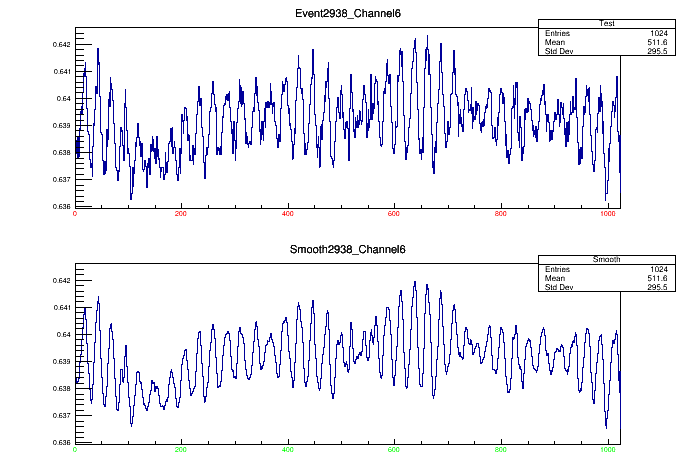 Event2938_Channel6
Test
Entries 1024
Mean 511.6
Std Dev 295.5
0.642
0.641
0.64
0.639
0.638
0.637
0.636
0 200 400 600 800 1000
Smooth2938_Channel6
Smooth
Entries 1024
Mean 511.6
Std Dev 295.5
0.642
0.641
0.64
0.639
0.638
0.637
0.636
0 200 400 600 800 1000